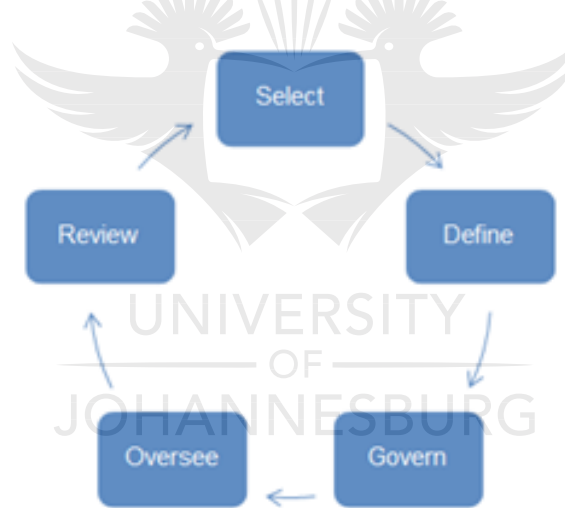 Select
Review
Define
UNIVERSITY
OF
JOHANNESBURG
Oversee
Govern